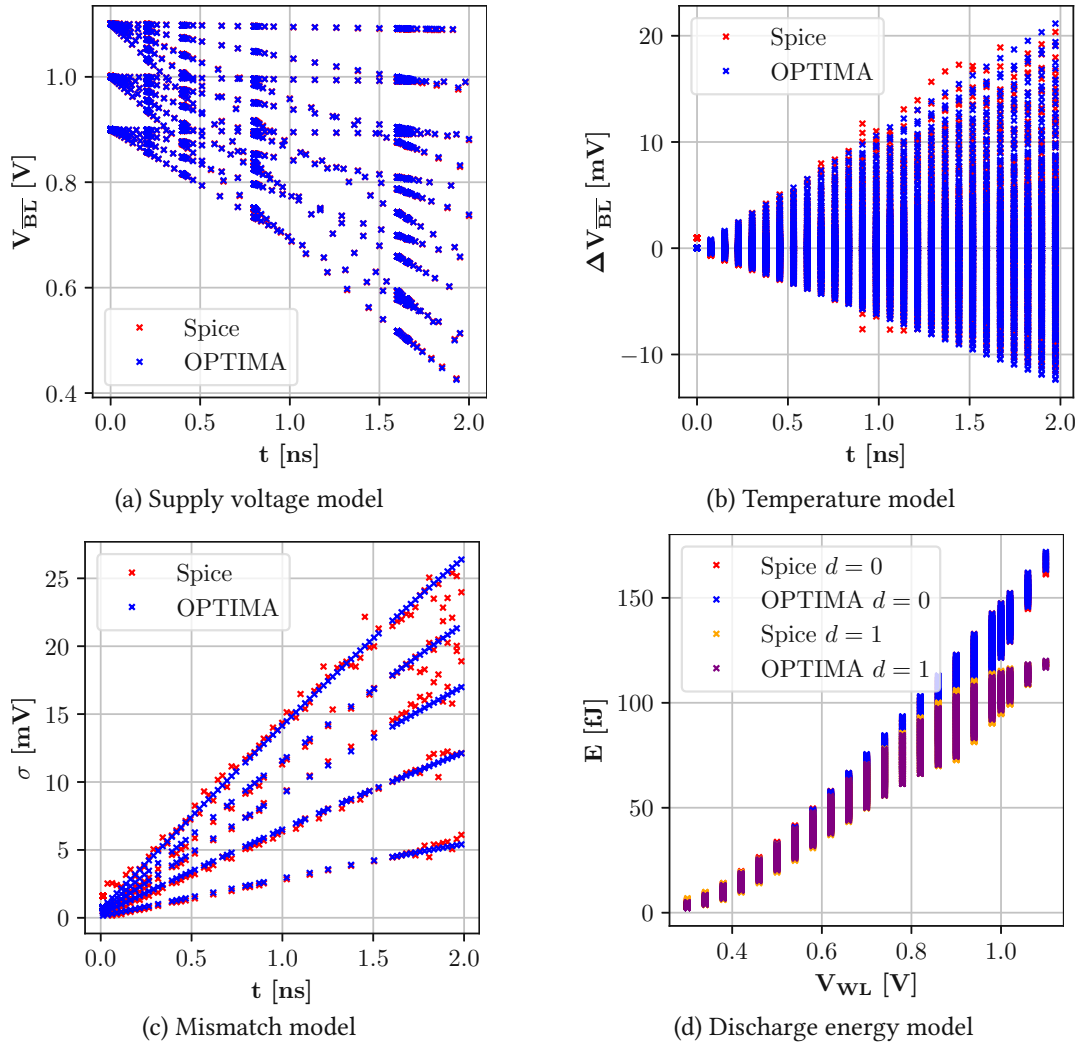 1.0
0.8
0.6
0.4
V_BL [V]
Spice
OPTIMA
0.0 0.5 1.0 1.5 2.0
t [ns]
(a) Supply voltage model
20
10
0
−10
ΔV_BL [mV]
Spice
OPTIMA
0.0 0.5 1.0 1.5 2.0
t [ns]
(b) Temperature model
25
20
15
10
5
0
σ [mV]
Spice
OPTIMA
0.0 0.5 1.0 1.5 2.0
t [ns]
(c) Mismatch model
150
100
50
0
E [fJ]
Spice d = 0
OPTIMA d = 0
Spice d = 1
OPTIMA d = 1
0.4 0.6 0.8 1.0
V_WL [V]
(d) Discharge energy model